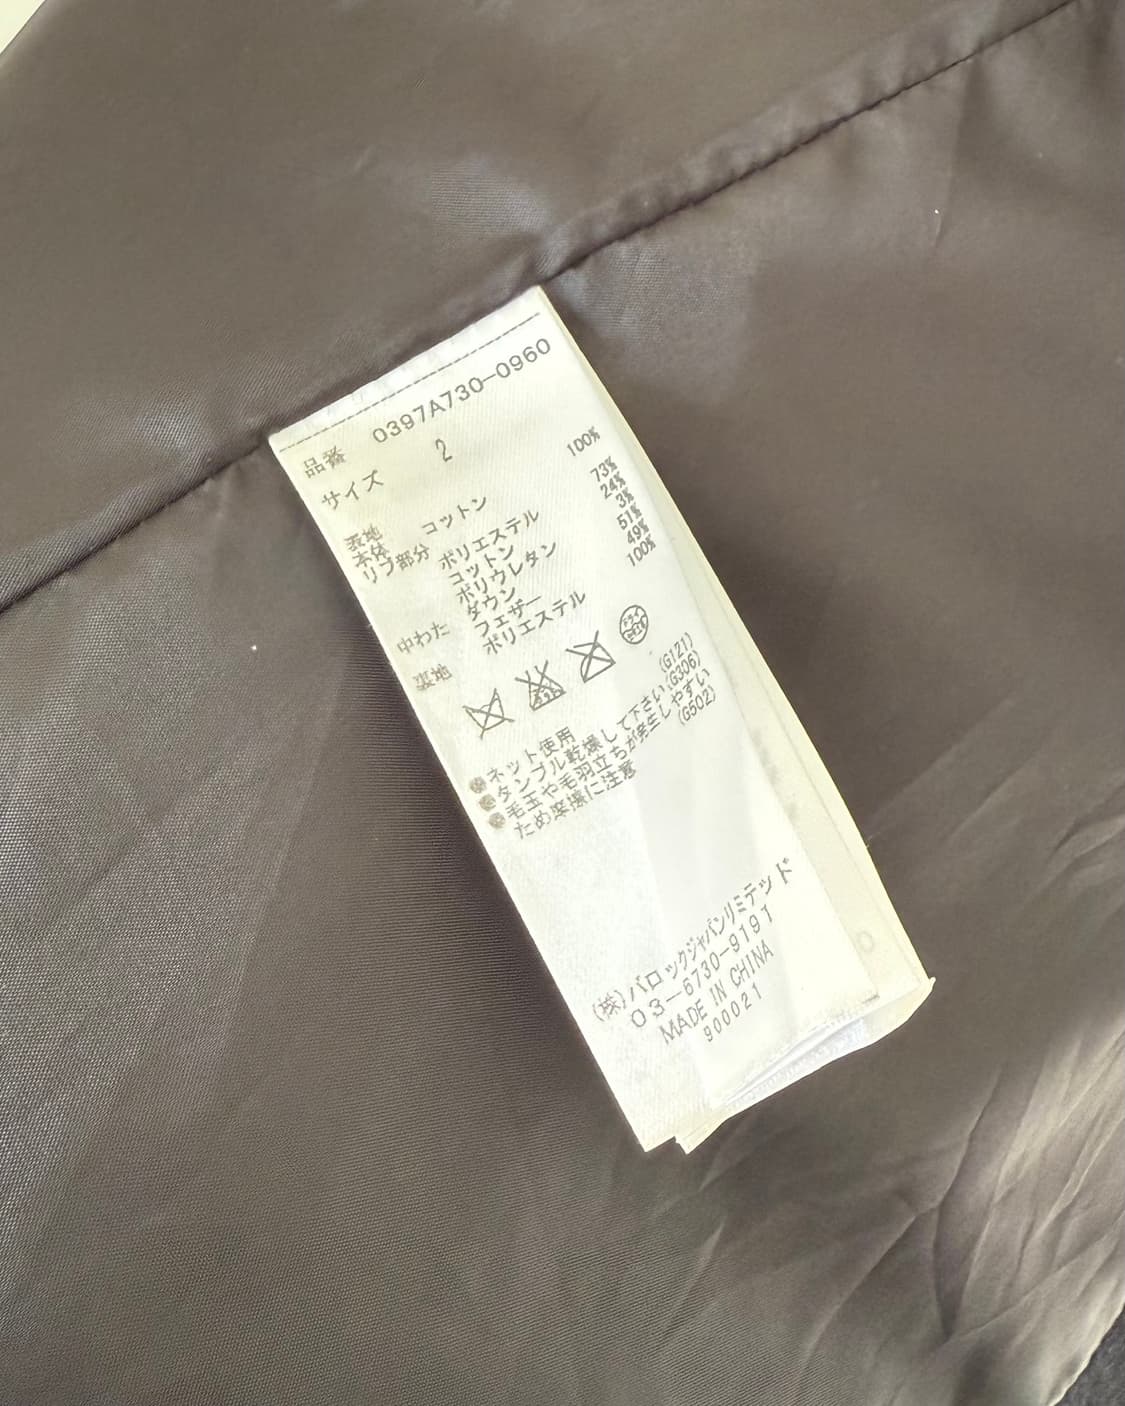 品番 0397A730-0960
サイズ 2
表地
本体 コットン 100%
リブ部分 ポリエステル 73%
コットン 24%
ポリウレタン 3%
中わた ダウン 51%
フェザー 49%
裏地 ポリエステル 100%
ドライ
●ネット使用 (G121)
●タンブル乾燥して下さい(G306)
●毛玉や毛羽立ちが発生しやすい
ため摩擦に注意 (G502)
(株)バロックジャパンリミテッド
03-6730-9191
MADE IN CHINA
900021